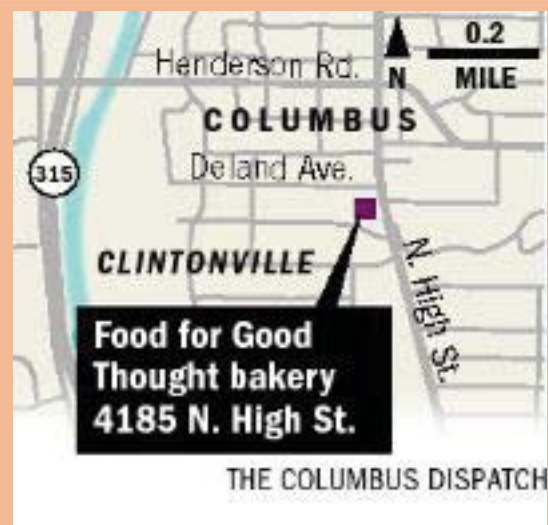 0.2
N MILE
Henderson Rd.
COLUMBUS
Deland Ave.
315
CLINTONVILLE
N. High St.
Food for Good
Thought bakery
4185 N. High St.
THE COLUMBUS DISPATCH